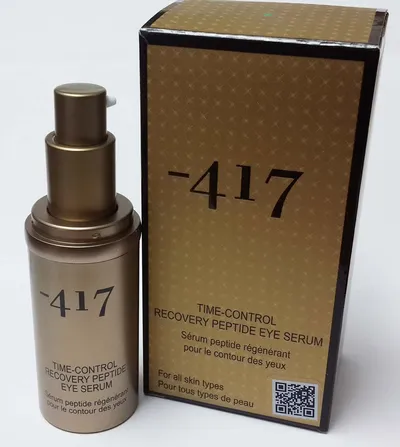 -417
TIME-CONTROL
RECOVERY PEPTIDE
EYE SERUM
Sérum peptide régénérant
pour le contour des yeux
-417
TIME-CONTROL
RECOVERY PEPTIDE EYE SERUM
Sérum peptide régénérant
pour le contour des yeux
For all skin types
Pour tous types de peau